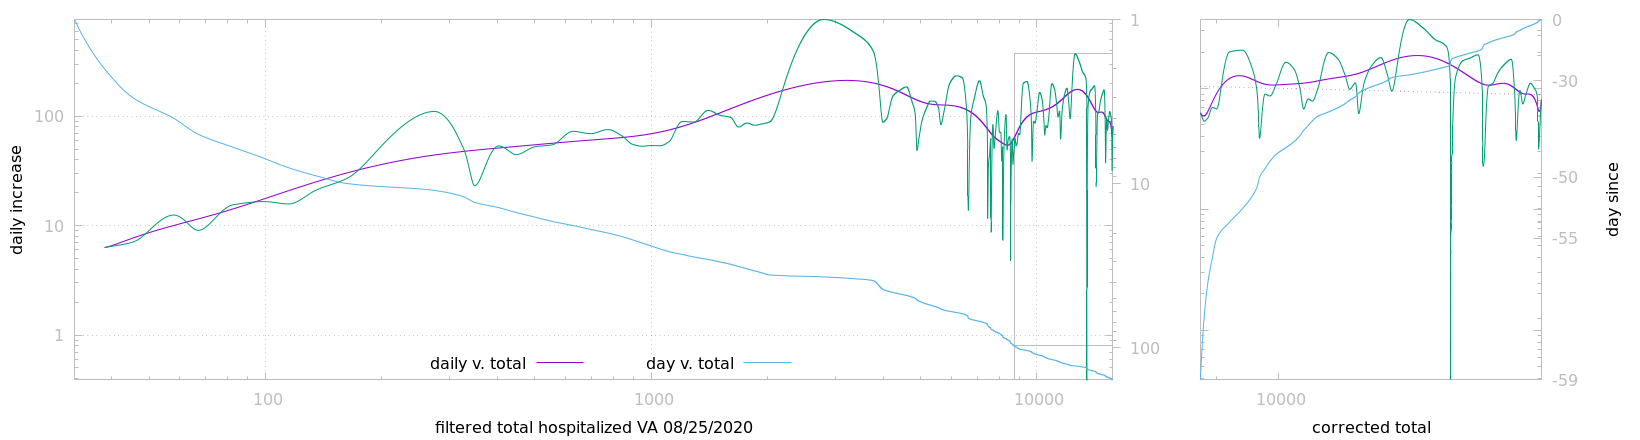 daily increase
100
10
1
daily v. total
day v. total
100
1000
10000
filtered total hospitalized VA 08/25/2020
1
10
100
10000
corrected total
0
-30
-50
-55
-59
day since